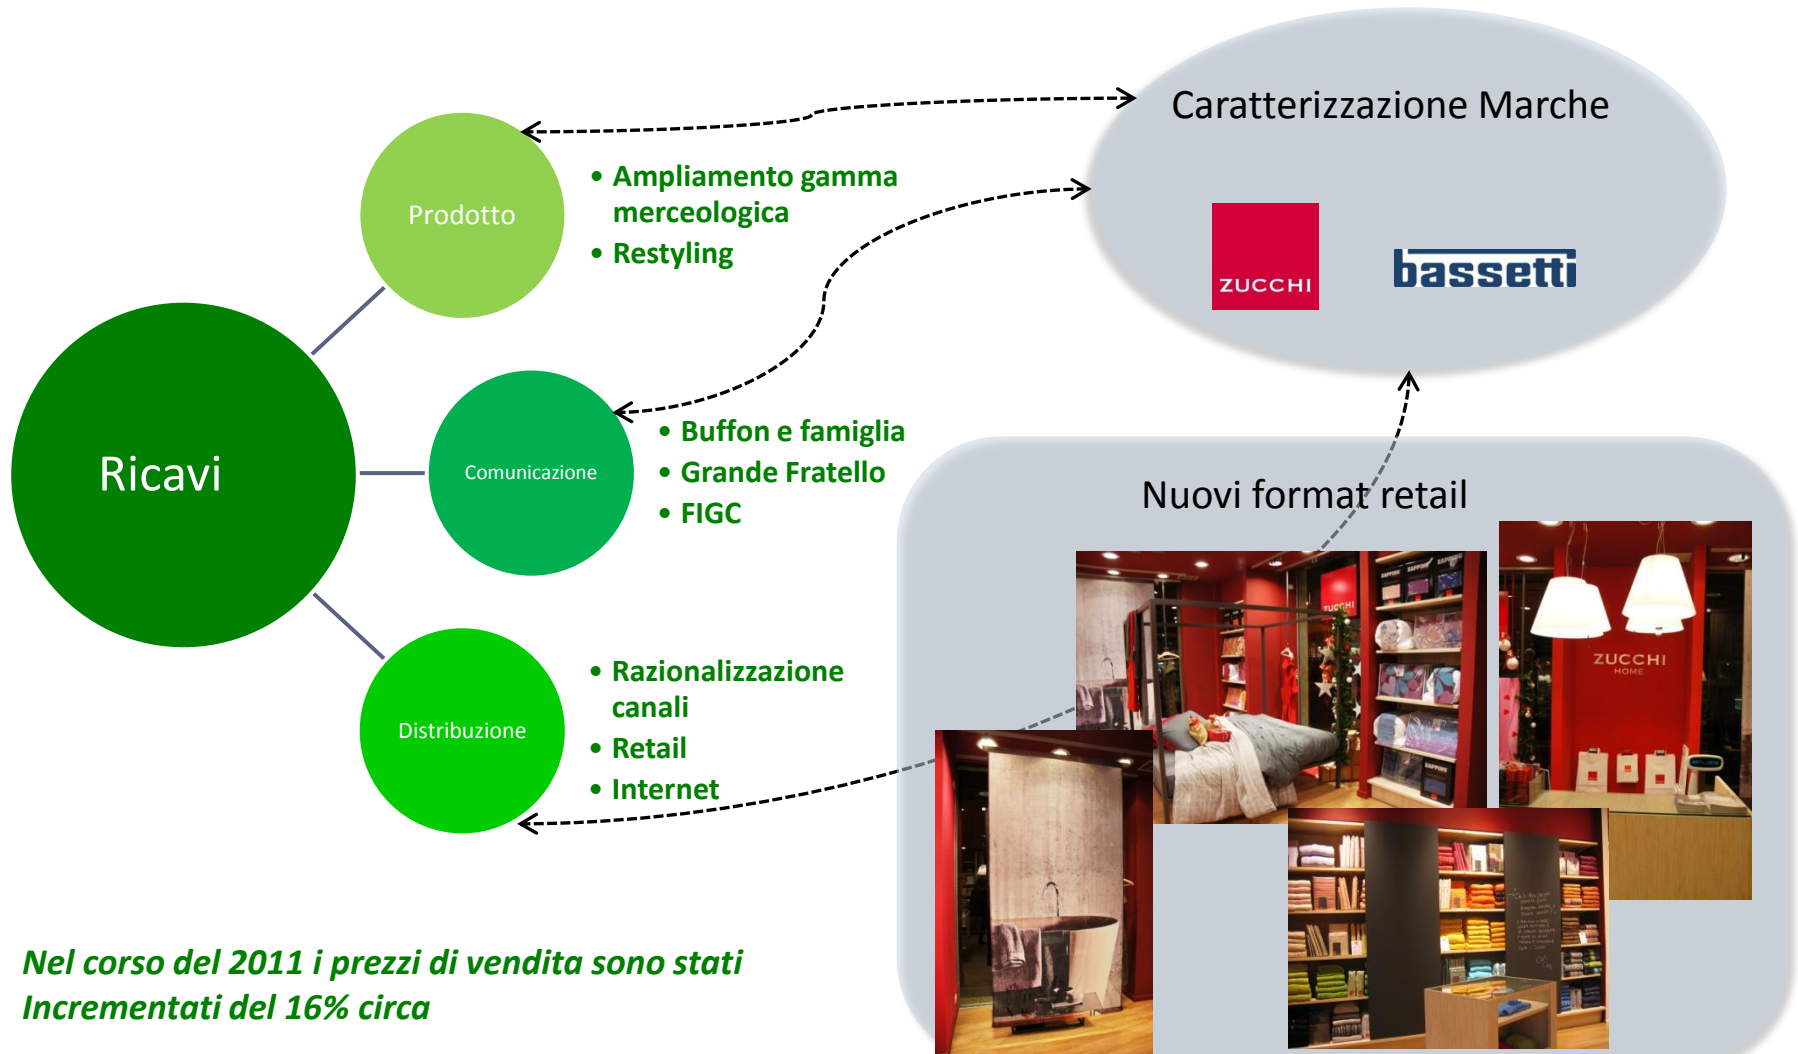 Caratterizzazione Marche
ZUCCHI
bassetti
Prodotto
• Ampliamento gamma
merceologica
• Restyling
Ricavi
Comunicazione
• Buffon e famiglia
• Grande Fratello
• FIGC
Nuovi format retail
Distribuzione
• Razionalizzazione
canali
• Retail
• Internet
ZUCCHI
ZUCCHI
HOME
Nel corso del 2011 i prezzi di vendita sono stati
Incrementati del 16% circa